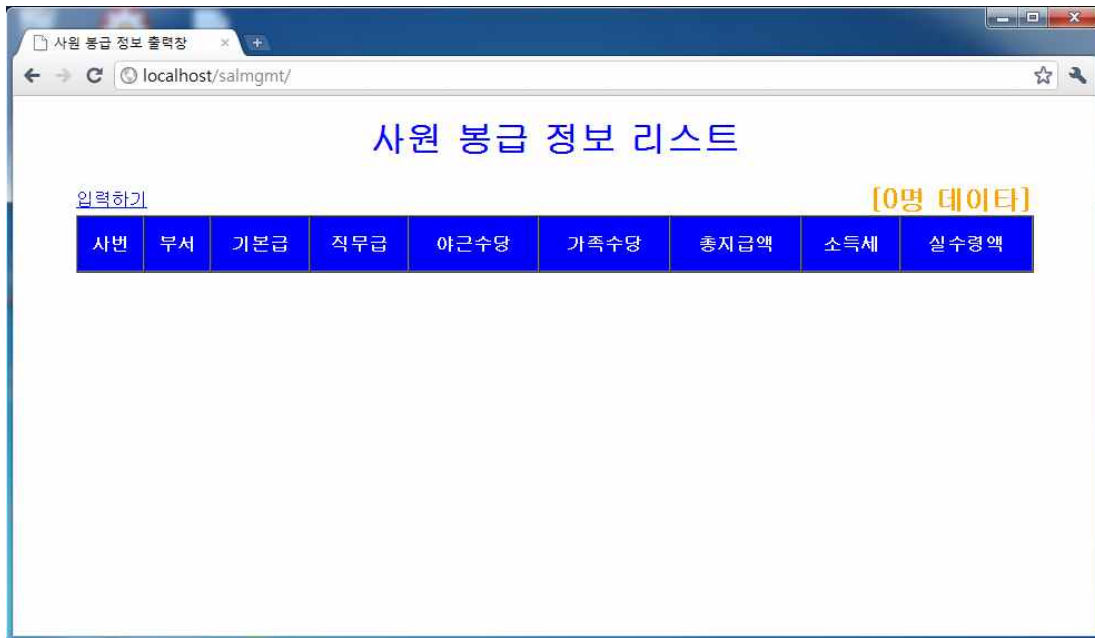 사원 봉급 정보 출력창
localhost/salmgmt/
사원 봉급 정보 리스트
입력하기 [0명 데이타]
사번 부서 기본급 직무급 야근수당 가족수당 총지급액 소득세 실수령액